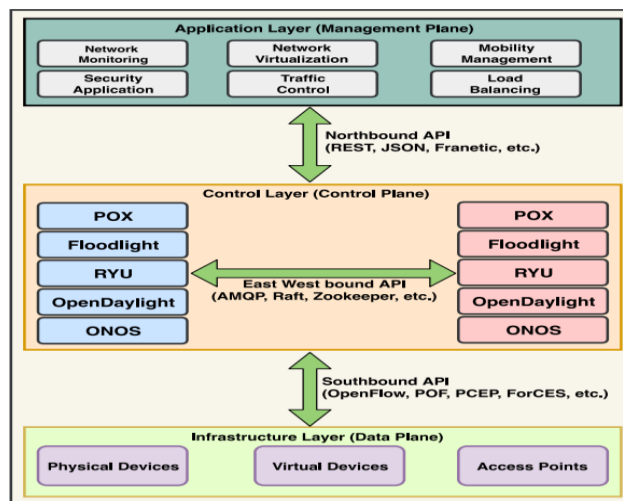 Application Layer (Management Plane)
Network Monitoring
Network Virtualization
Mobility Management
Security Application
Traffic Control
Load Balancing
Northbound API
(REST, JSON, Franetic, etc.)
Control Layer (Control Plane)
POX
Floodlight
RYU
OpenDaylight
ONOS
East West bound API
(AMQP, Raft, Zookeeper, etc.)
POX
Floodlight
RYU
OpenDaylight
ONOS
Southbound API
(OpenFlow, POF, PCEP, ForCES, etc.)
Infrastructure Layer (Data Plane)
Physical Devices
Virtual Devices
Access Points